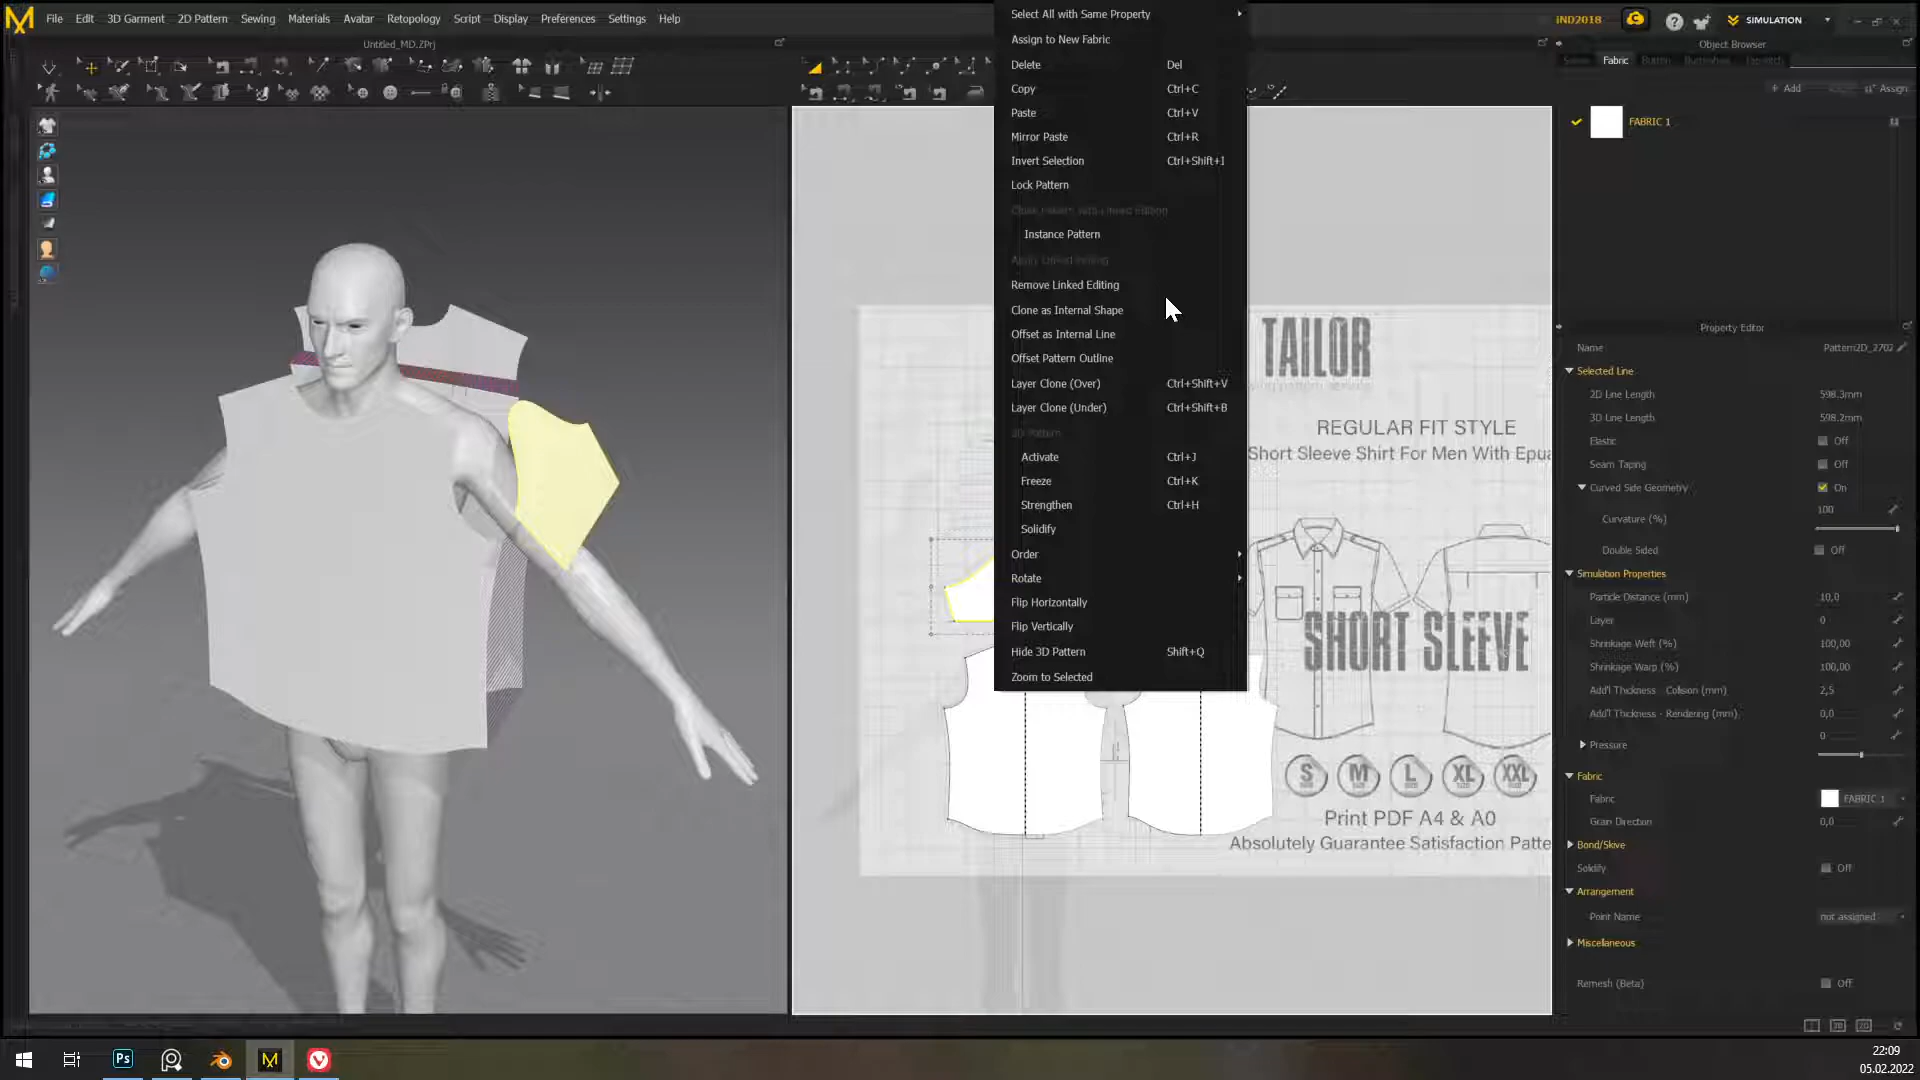 File Edit 3D Garment 2D Pattern Sewing Materials Avatar Retopology Script Display Preferences Settings Help
iND2018
SIMULATION
Untitled_MD.ZPrj
Object Browser
Fabric
Button
+ Add
Assign
FABRIC 1
Select All with Same Property
Assign to New Fabric
Delete Del
Copy Ctrl+C
Paste Ctrl+V
Mirror Paste Ctrl+R
Invert Selection Ctrl+Shift+I
Lock Pattern
Instance Pattern
Remove Linked Editing
Clone as Internal Shape
Offset as Internal Line
Offset Pattern Outline
Layer Clone (Over) Ctrl+Shift+V
Layer Clone (Under) Ctrl+Shift+B
Activate Ctrl+J
Freeze Ctrl+K
Strengthen Ctrl+H
Solidify
Order
Rotate
Flip Horizontally
Flip Vertically
Hide 3D Pattern Shift+Q
Zoom to Selected
TAILOR
REGULAR FIT STYLE
Short Sleeve Shirt For Men With Epua
SHORT SLEEVE
S M L XL XXL
Print PDF A4 & A0
Absolutely Guarantee Satisfaction Patte
Property Editor
Name Pattern2D_2702
Selected Line
2D Line Length 598.3mm
3D Line Length 598.2mm
Elastic Off
Seam Taping Off
Curved Side Geometry On
Curvature (%) 100
Double Sided Off
Simulation Properties
Particle Distance (mm) 10,0
Layer 0
Shrinkage Weft (%) 100,00
Shrinkage Warp (%) 100,00
Add'l Thickness - Collision (mm) 2,5
Add'l Thickness - Rendering (mm) 0,0
0
Pressure
Fabric
Fabric FABRIC 1
Grain Direction 0,0
Bond/Skive
Solidify Off
Arrangement
Point Name not assigned
Miscellaneous
Remesh (Beta) Off
Ps
22:09
05.02.2022